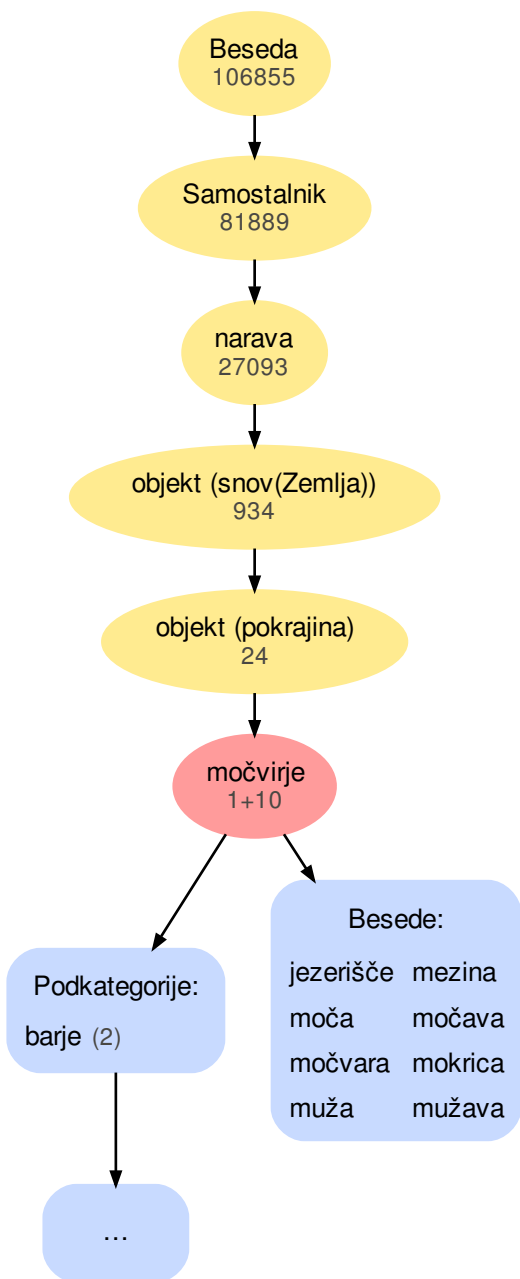 Beseda
106855
Samostalnik
81889
narava
27093
objekt (snov(Zemlja))
934
objekt (pokrajina)
24
močvirje
1+10
Podkategorije:
barje (2)
...
Besede:
jezerišče mezina
moča močava
močvara mokrica
muža mužava